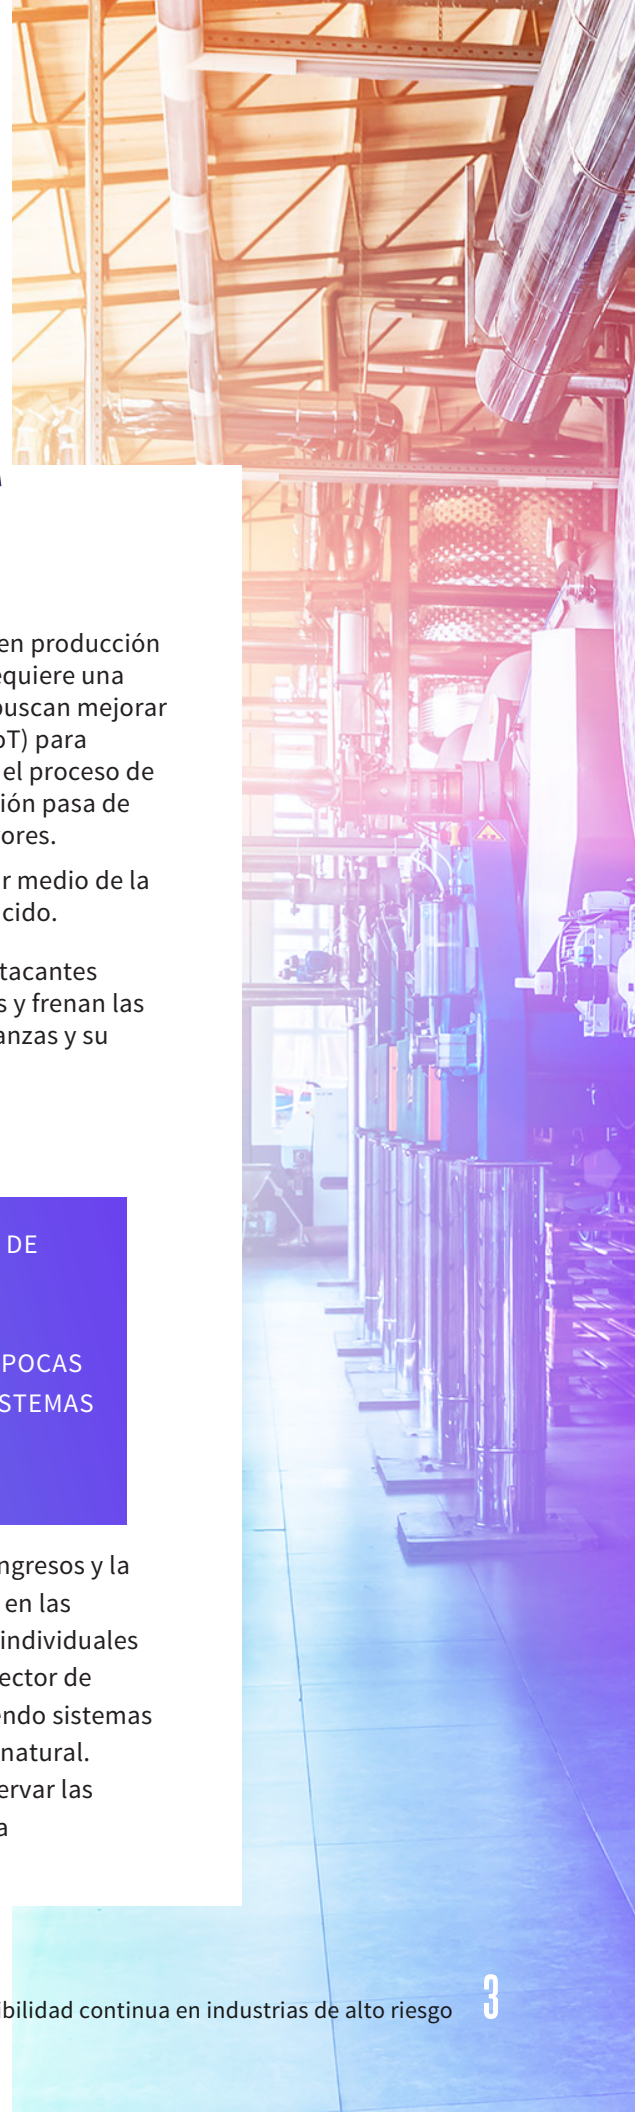 en producción
equiere una
buscan mejorar
oT) para
el proceso de
ión pasa de
ores.
r medio de la
cido.
tacantes
s y frenan las
anzas y su
DE
POCAS
STEMAS
ngresos y la
en las
individuales
ector de
endo sistemas
natural.
ervar las
a
ibilidad continua en industrias de alto riesgo
3